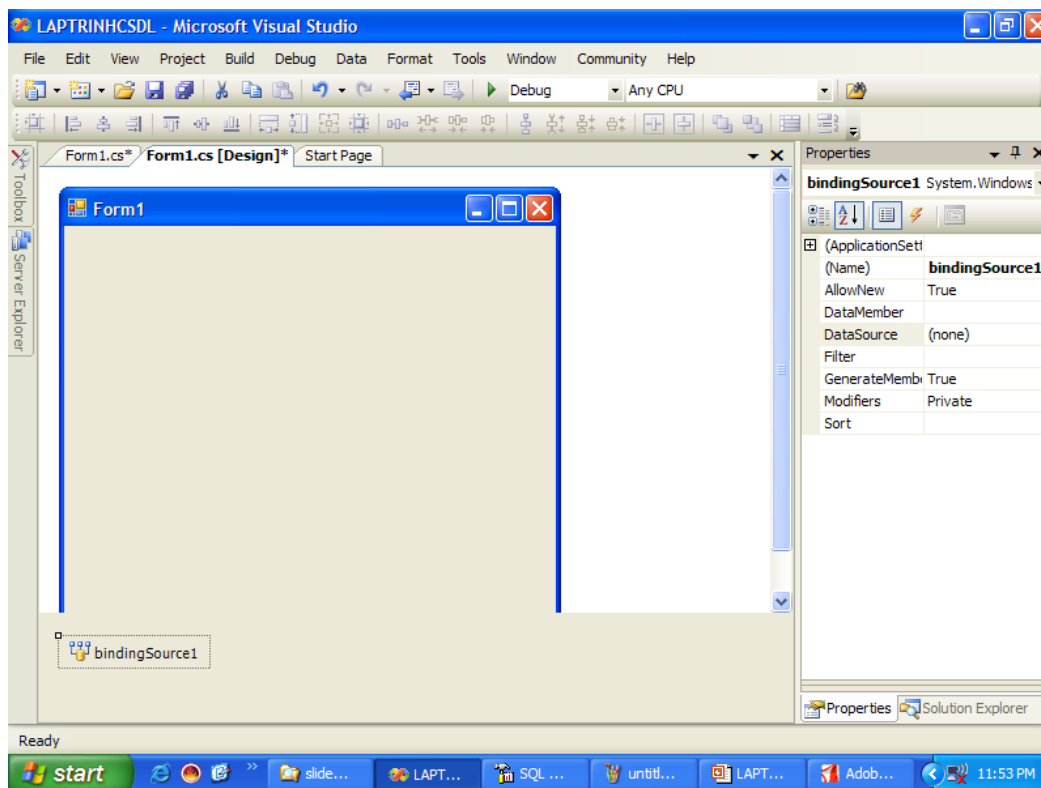 LAPTRINHCSDL - Microsoft Visual Studio
File Edit View Project Build Debug Data Format Tools Window Community Help
Debug Any CPU
Form1.cs* Form1.cs [Design]* Start Page
Toolbox
Server Explorer
Form1
bindingSource1
Properties
bindingSource1 System.Windows
(ApplicationSett
(Name) bindingSource1
AllowNew True
DataMember
DataSource (none)
Filter
GenerateMembe True
Modifiers Private
Sort
Properties Solution Explorer
Ready
start slide... LAPT... SQL ... untitl... LAPT... Adob... 11:53 PM